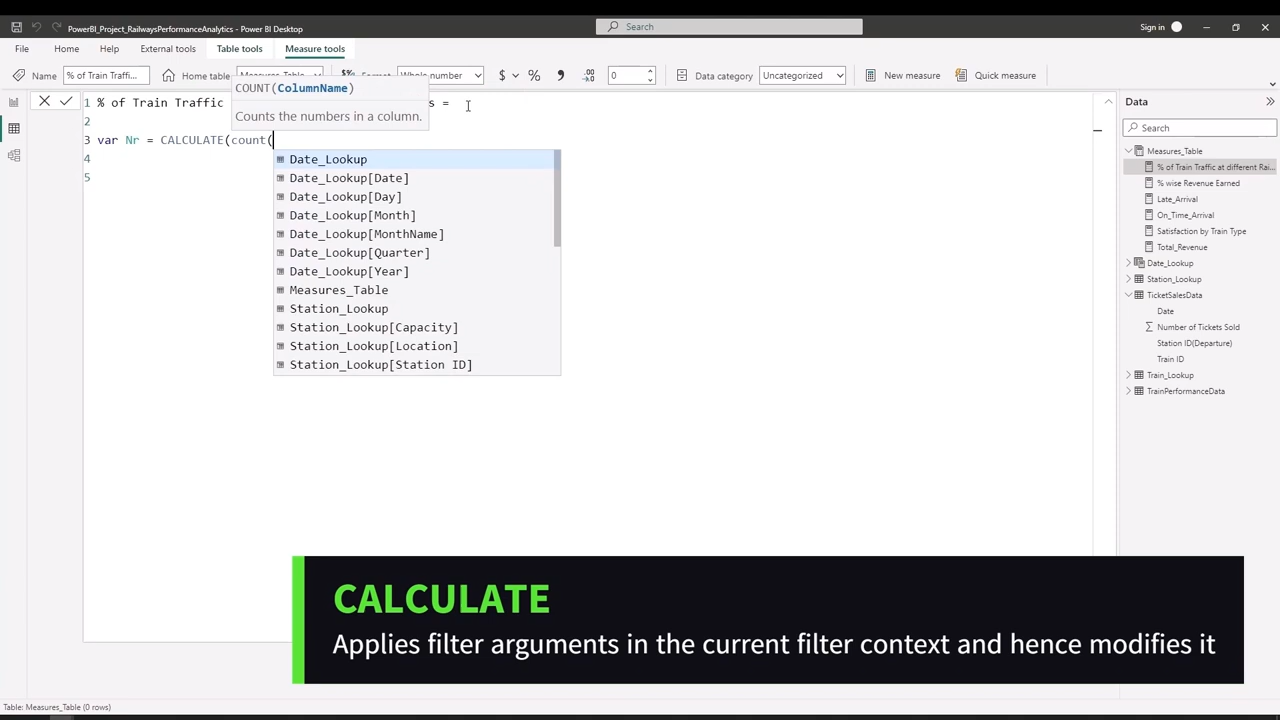 PowerBI_Project_RailwaysPerformanceAnalytics - Power BI Desktop
Search
Sign in
File Home Help External tools Table tools Measure tools
Name % of Train Traffi... Home table Measures_Table Format Whole number $ % 0 Data category Uncategorized New measure Quick measure
COUNT(ColumnName)
Counts the numbers in a column.
1 % of Train Traffic s =
2
3 var Nr = CALCULATE(count(
4
5
Date_Lookup
Date_Lookup[Date]
Date_Lookup[Day]
Date_Lookup[Month]
Date_Lookup[MonthName]
Date_Lookup[Quarter]
Date_Lookup[Year]
Measures_Table
Station_Lookup
Station_Lookup[Capacity]
Station_Lookup[Location]
Station_Lookup[Station ID]
Data
Search
Measures_Table
% of Train Traffic at different Rai...
% wise Revenue Earned
Late_Arrival
On_Time_Arrival
Satisfaction by Train Type
Total_Revenue
Date_Lookup
Station_Lookup
TicketSalesData
Date
Number of Tickets Sold
Station ID(Departure)
Train ID
Train_Lookup
TrainPerformanceData
CALCULATE
Applies filter arguments in the current filter context and hence modifies it
Table: Measures_Table (0 rows)